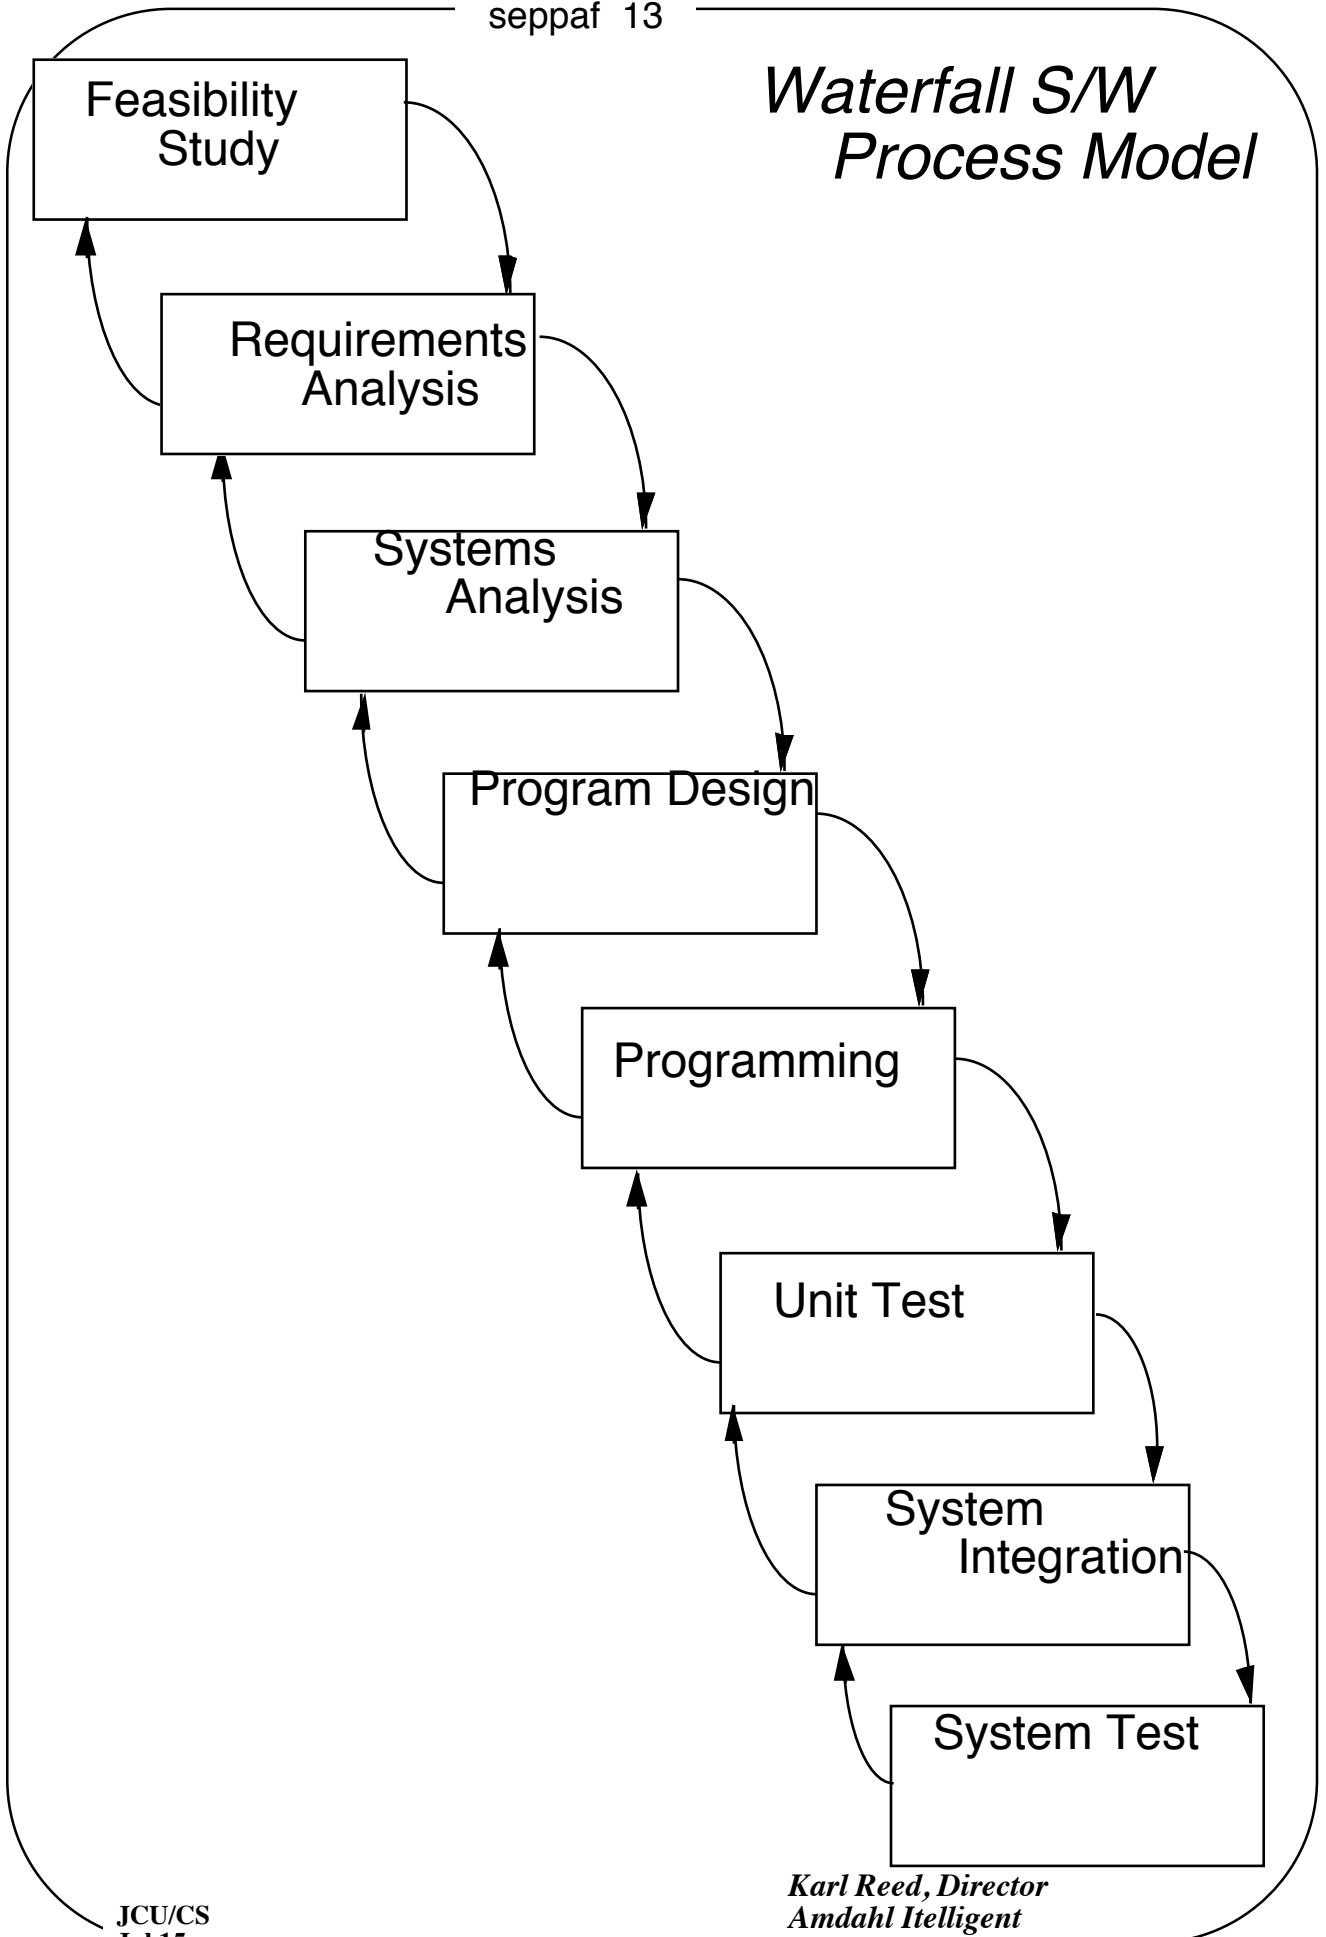 seppaf 13
Waterfall S/W
Process Model
Feasibility
Study
Requirements
Analysis
Systems
Analysis
Program Design
Programming
Unit Test
System
Integration
System Test
Karl Reed, Director
Amdahl Itelligent
JCU/CS